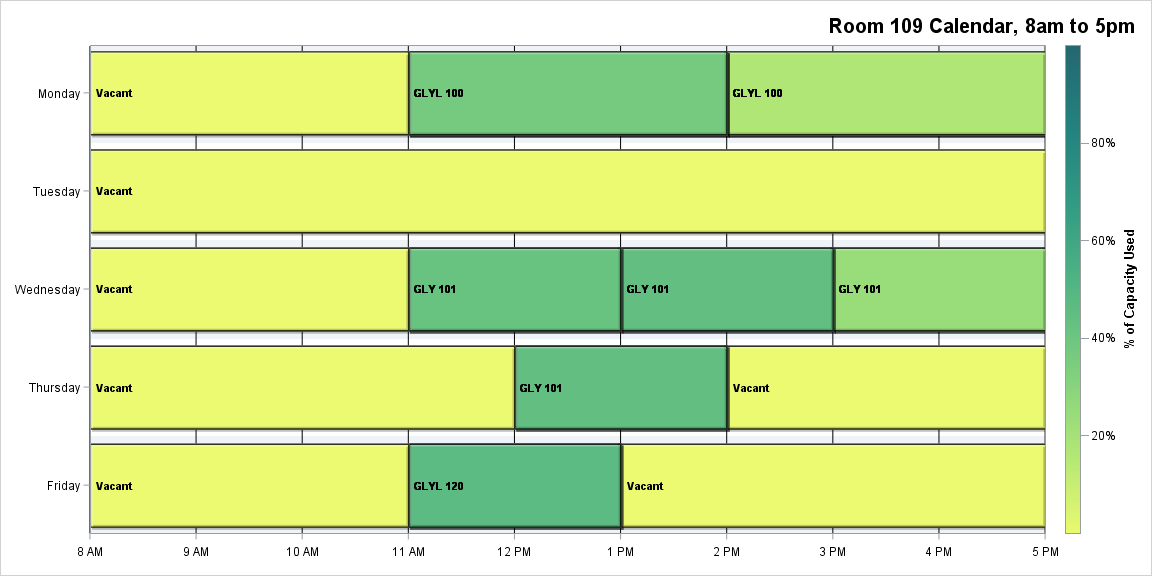 Room 109 Calendar, 8am to 5pm
Monday
Vacant
GLYL 100
GLYL 100
Tuesday
Vacant
Wednesday
Vacant
GLY 101
GLY 101
GLY 101
Thursday
Vacant
GLY 101
Vacant
Friday
Vacant
GLYL 120
Vacant
8 AM
9 AM
10 AM
11 AM
12 PM
1 PM
2 PM
3 PM
4 PM
5 PM
80%
60%
40%
20%
% of Capacity Used